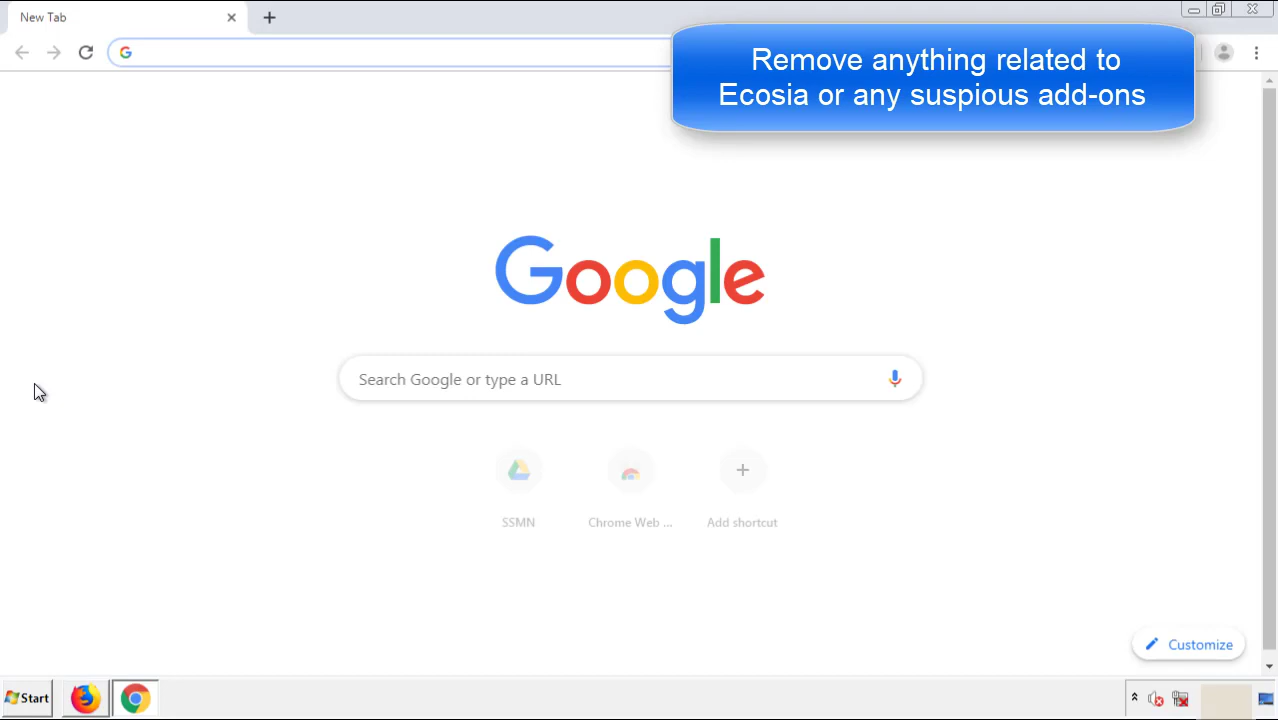 New Tab
Remove anything related to
Ecosia or any suspious add-ons
Google
Search Google or type a URL
SSMN
Chrome Web ...
Add shortcut
Customize
Start